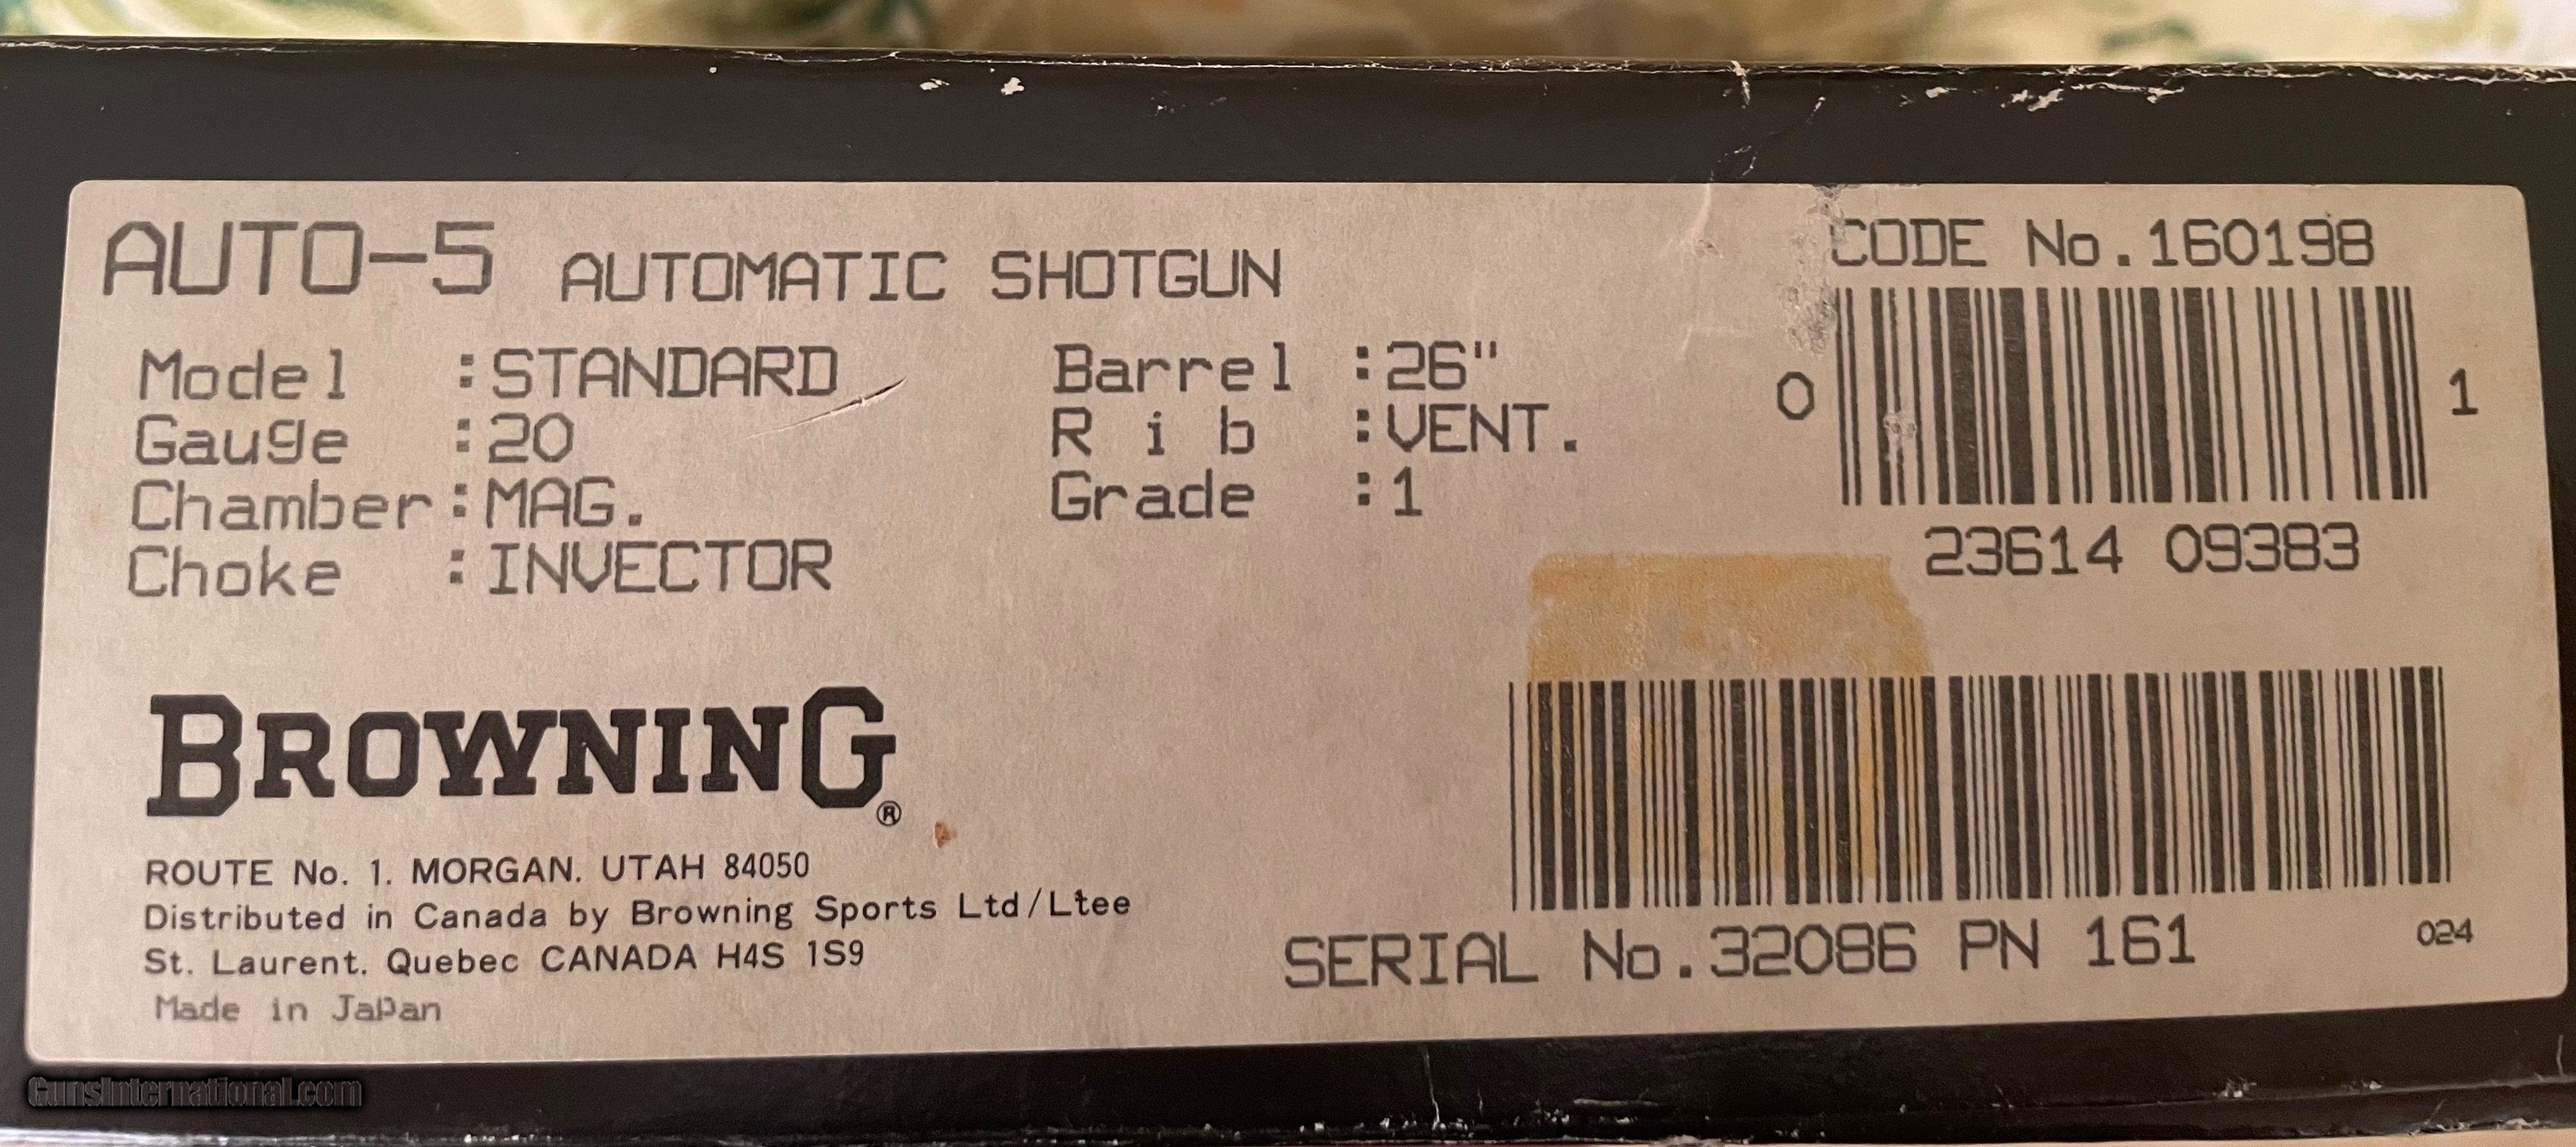 AUTO-5 AUTOMATIC SHOTGUN
CODE No.160198
Model :STANDARD
Barrel :26"
Gauge :20
Rib :VENT.
Chamber:MAG.
Grade :1
Choke :INVECTOR
0 1
23614 09383
BROWNING®
ROUTE No. 1. MORGAN. UTAH 84050
Distributed in Canada by Browning Sports Ltd/Ltee
St. Laurent. Quebec CANADA H4S 1S9
Made in Japan
SERIAL No.32086 PN 161
024
GunsInternational.com